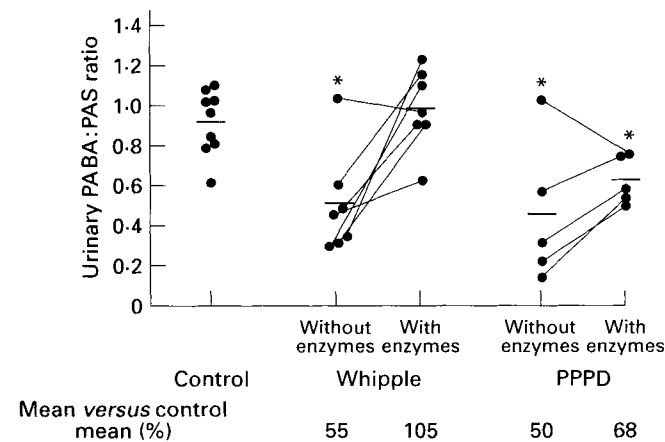 Urinary PABA:PAS ratio
1·4
1·2
1·0
0·8
0·6
0·4
0·2
0
*
*
*
Without enzymes
With enzymes
Without enzymes
With enzymes
Control
Whipple
PPPD
Mean versus control mean (%)
55
105
50
68